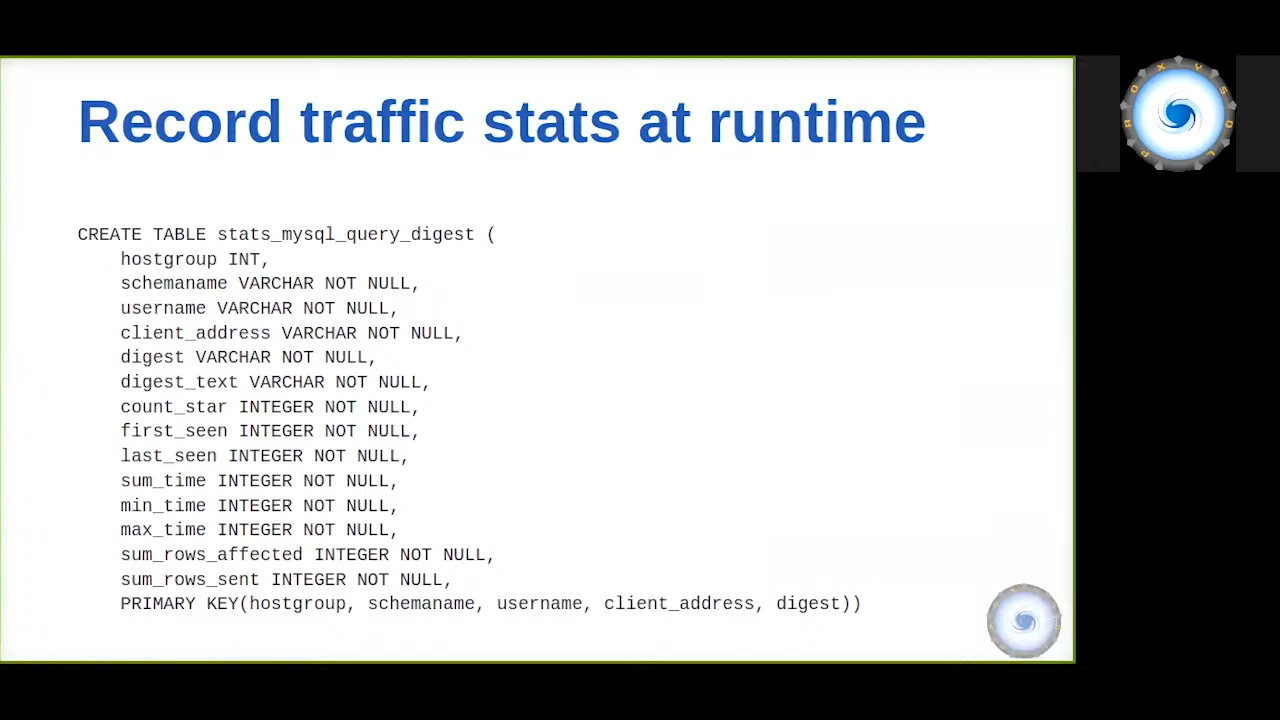 Record traffic stats at runtime
CREATE TABLE stats_mysql_query_digest (
hostgroup INT,
schemaname VARCHAR NOT NULL,
username VARCHAR NOT NULL,
client_address VARCHAR NOT NULL,
digest VARCHAR NOT NULL,
digest_text VARCHAR NOT NULL,
count_star INTEGER NOT NULL,
first_seen INTEGER NOT NULL,
last_seen INTEGER NOT NULL,
sum_time INTEGER NOT NULL,
min_time INTEGER NOT NULL,
max_time INTEGER NOT NULL,
sum_rows_affected INTEGER NOT NULL,
sum_rows_sent INTEGER NOT NULL,
PRIMARY KEY(hostgroup, schemaname, username, client_address, digest))
PROXYSQL